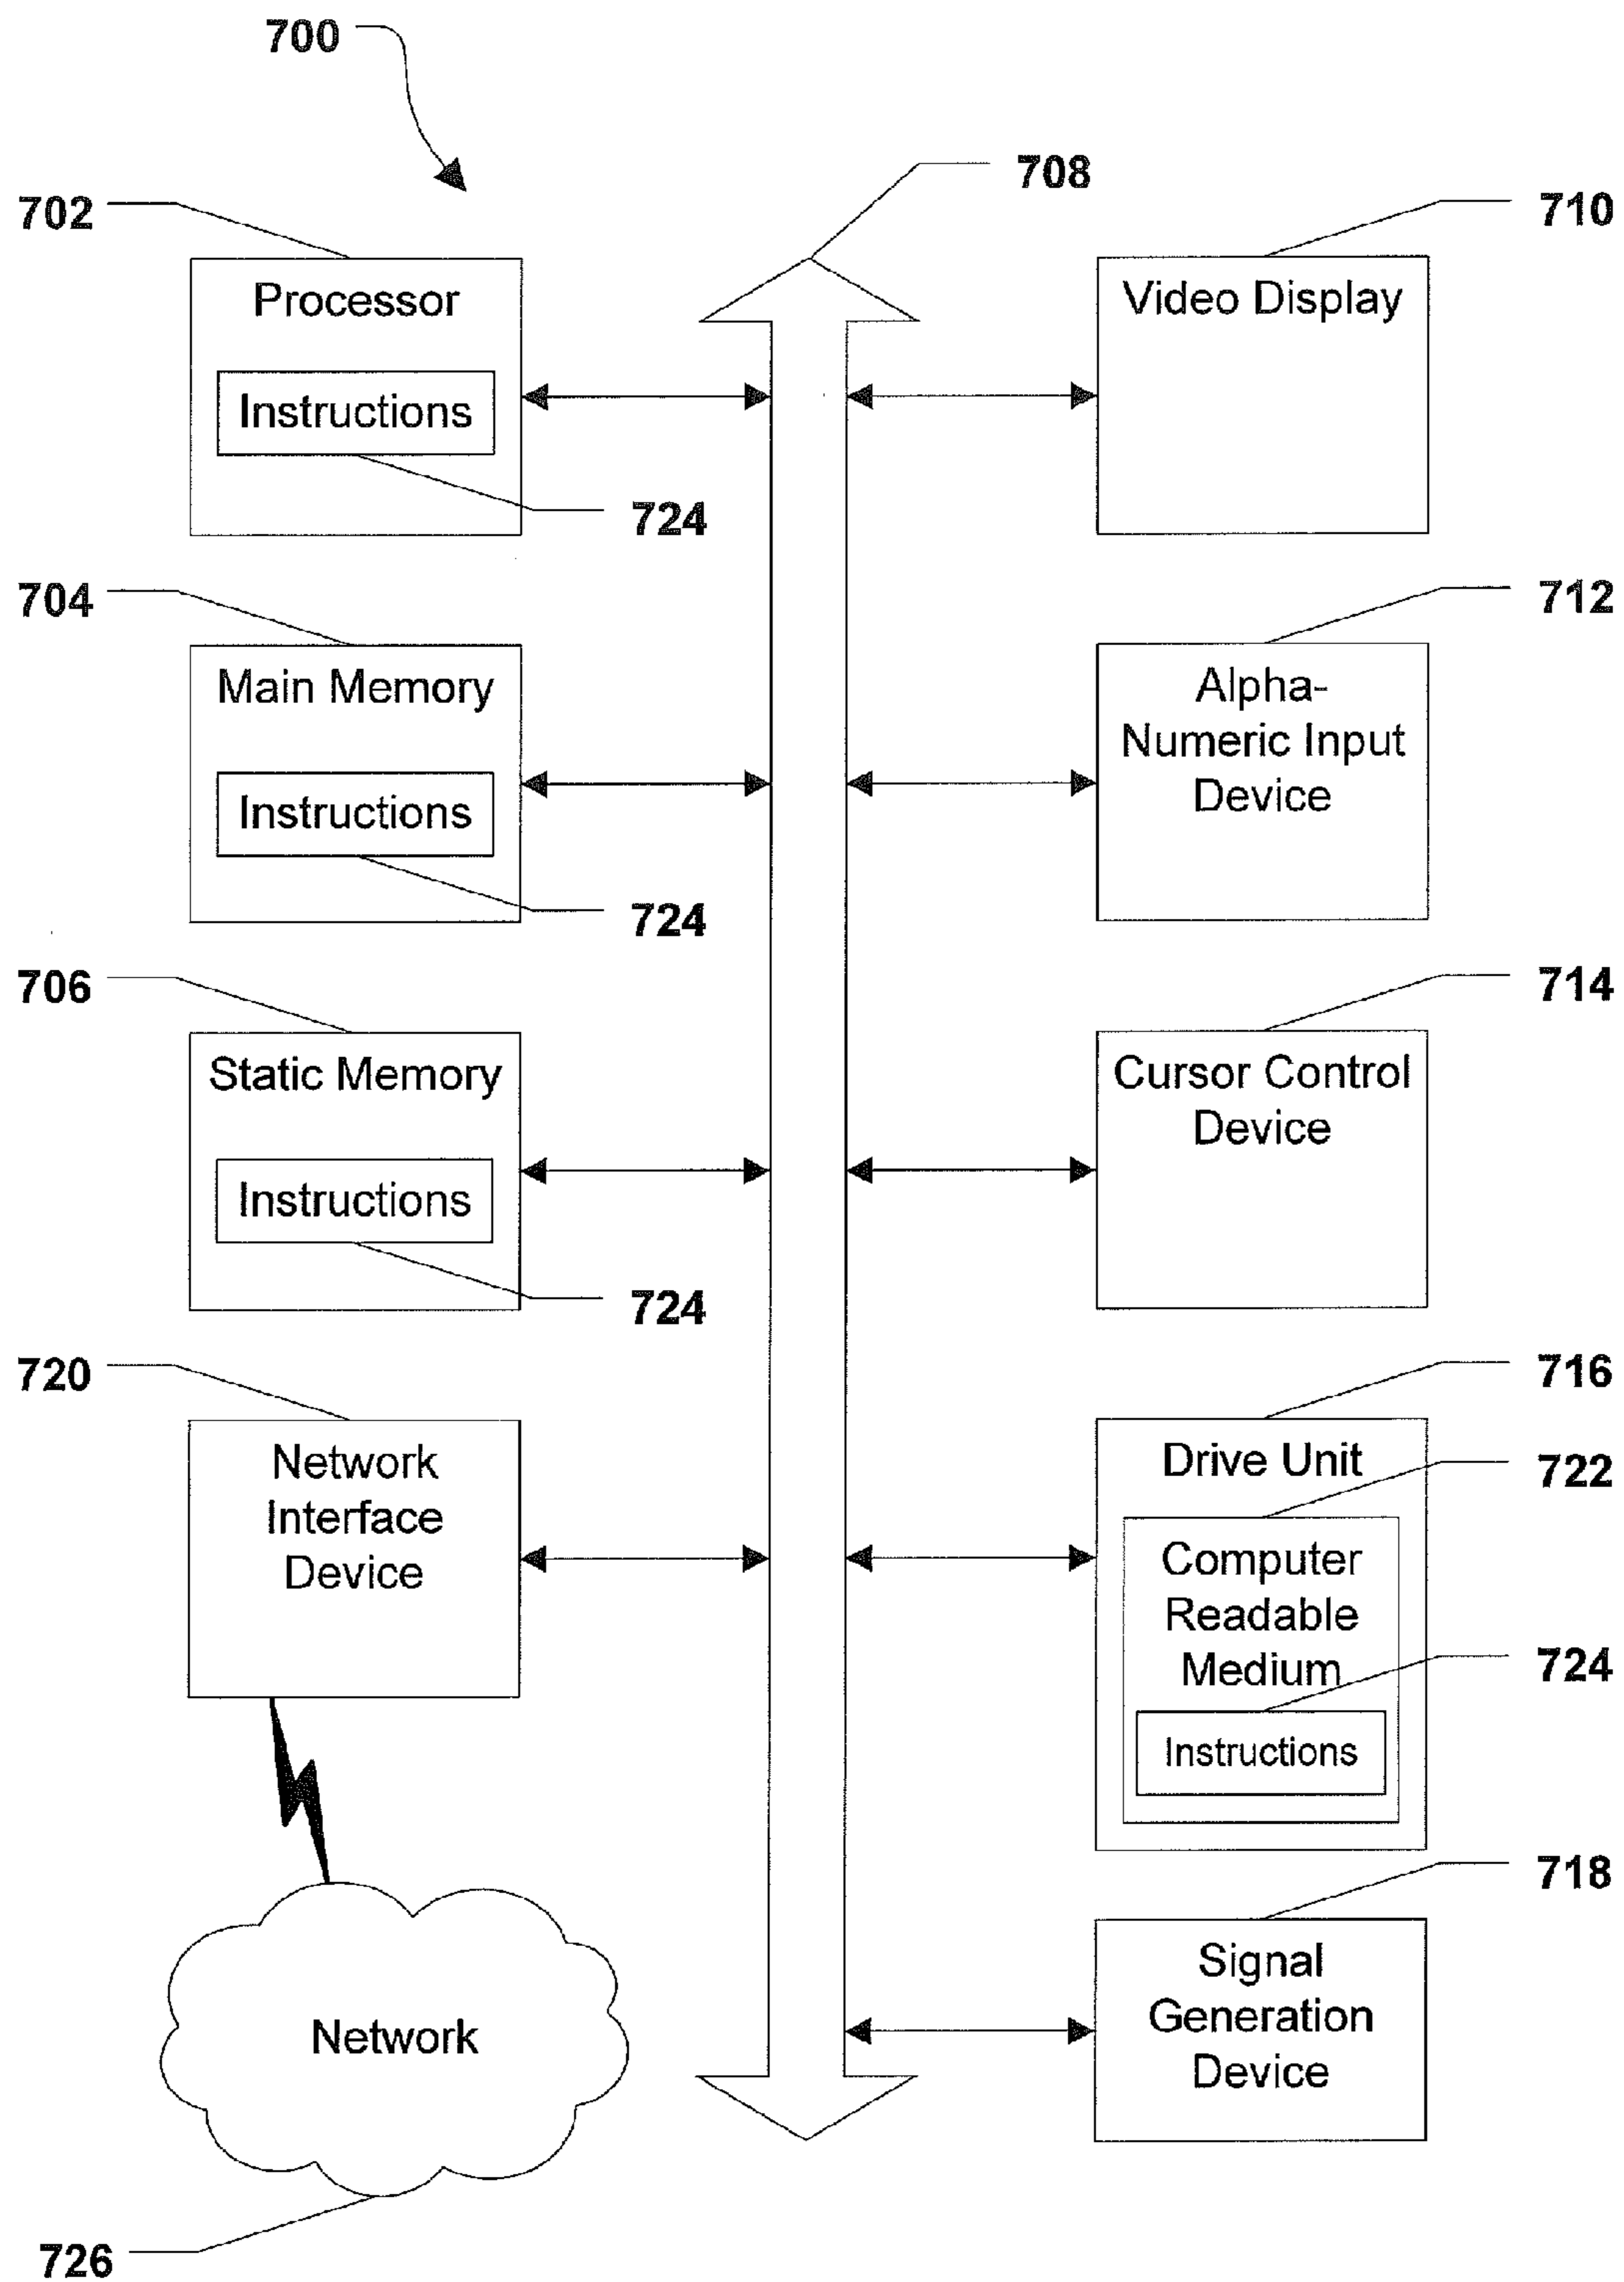 700
708
702
710
Processor
Instructions
724
Video Display
704
712
Main Memory
Instructions
724
Alpha-
Numeric Input
Device
706
714
Static Memory
Instructions
724
Cursor Control
Device
720
716
Network
Interface
Device
Drive Unit
722
Computer
Readable
Medium
724
Instructions
718
Signal
Generation
Device
Network
726